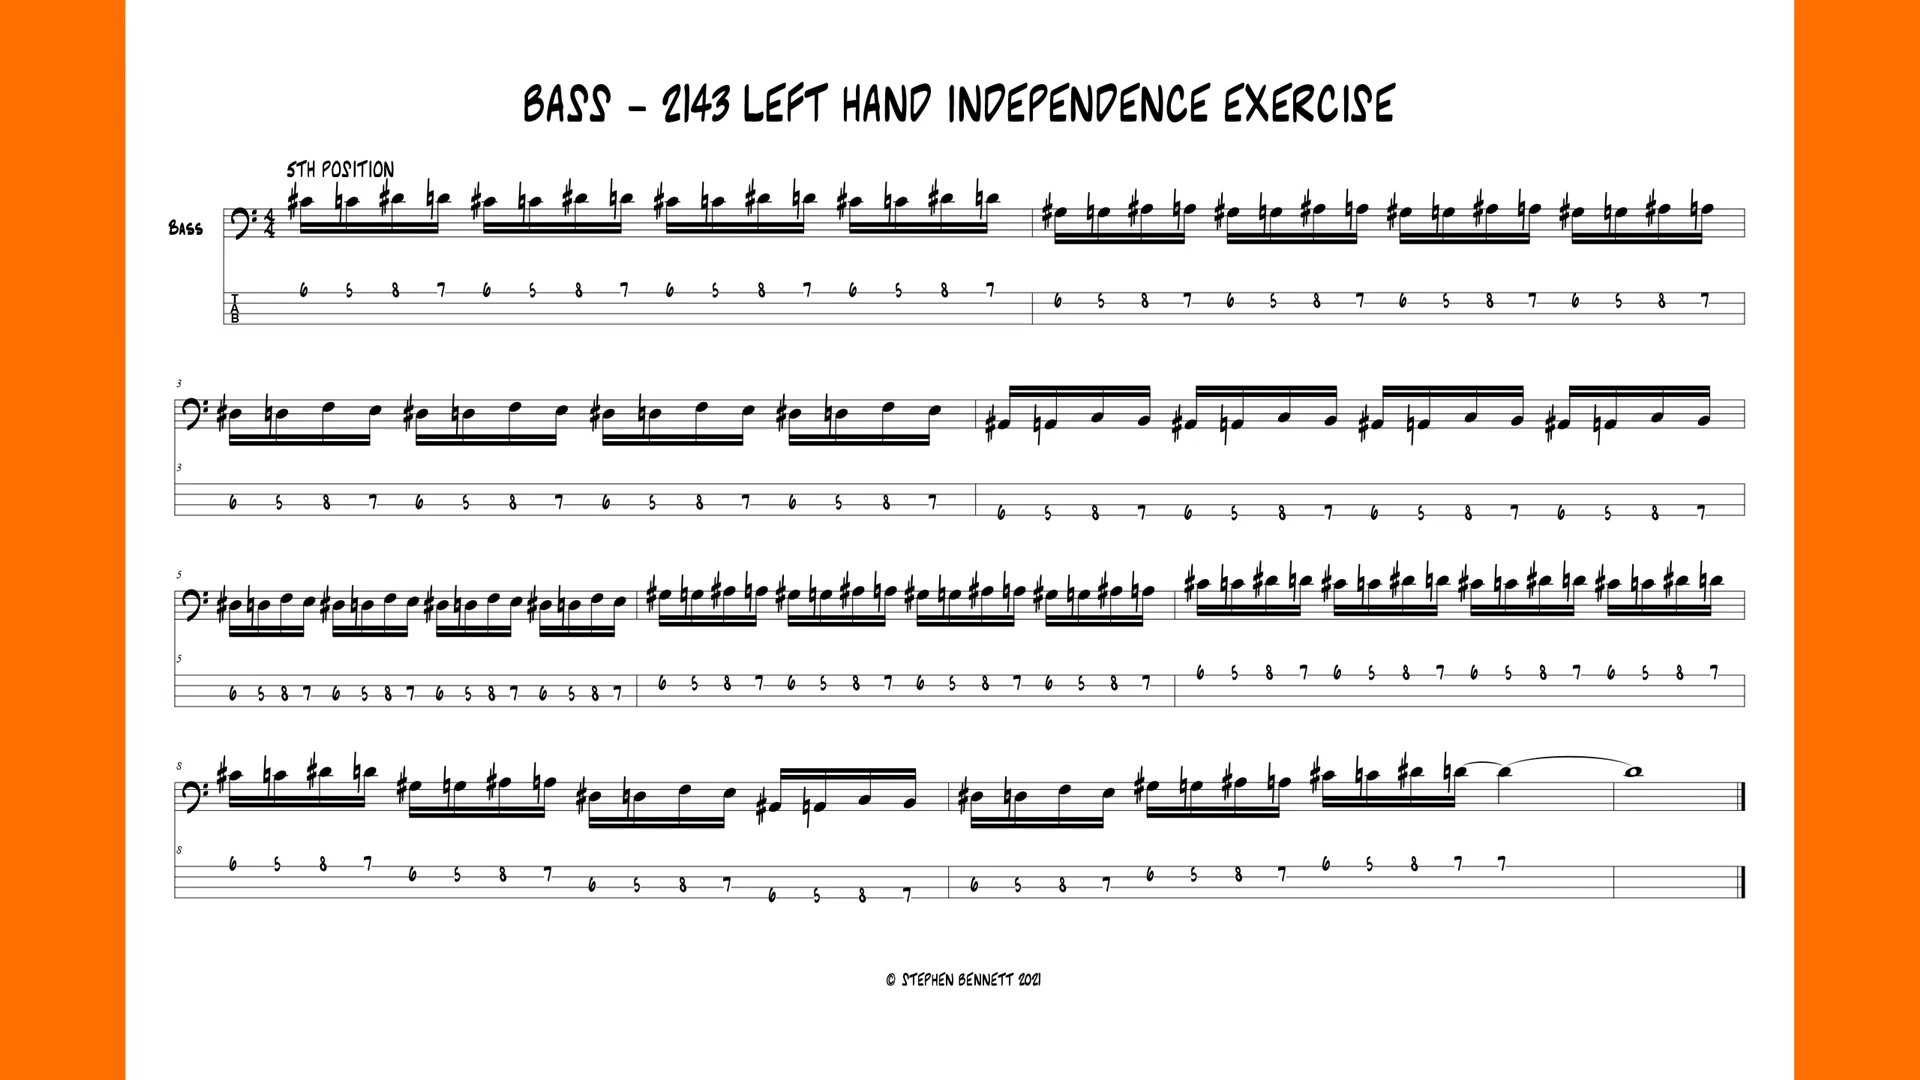 BASS – 2143 LEFT HAND INDEPENDENCE EXERCISE
5TH POSITION
BASS
4
4
T
A
B
6 5 8 7 6 5 8 7 6 5 8 7 6 5 8 7 6 5 8 7 6 5 8 7 6 5 8 7 6 5 8 7
3
3
6 5 8 7 6 5 8 7 6 5 8 7 6 5 8 7 6 5 8 7 6 5 8 7 6 5 8 7 6 5 8 7
5
5
6 5 8 7 6 5 8 7 6 5 8 7 6 5 8 7 6 5 8 7 6 5 8 7 6 5 8 7 6 5 8 7 6 5 8 7 6 5 8 7 6 5 8 7 6 5 8 7
8
8
6 5 8 7 6 5 8 7 6 5 8 7 6 5 8 7 6 5 8 7 6 5 8 7 6 5 8 7 7
© STEPHEN BENNETT 2021